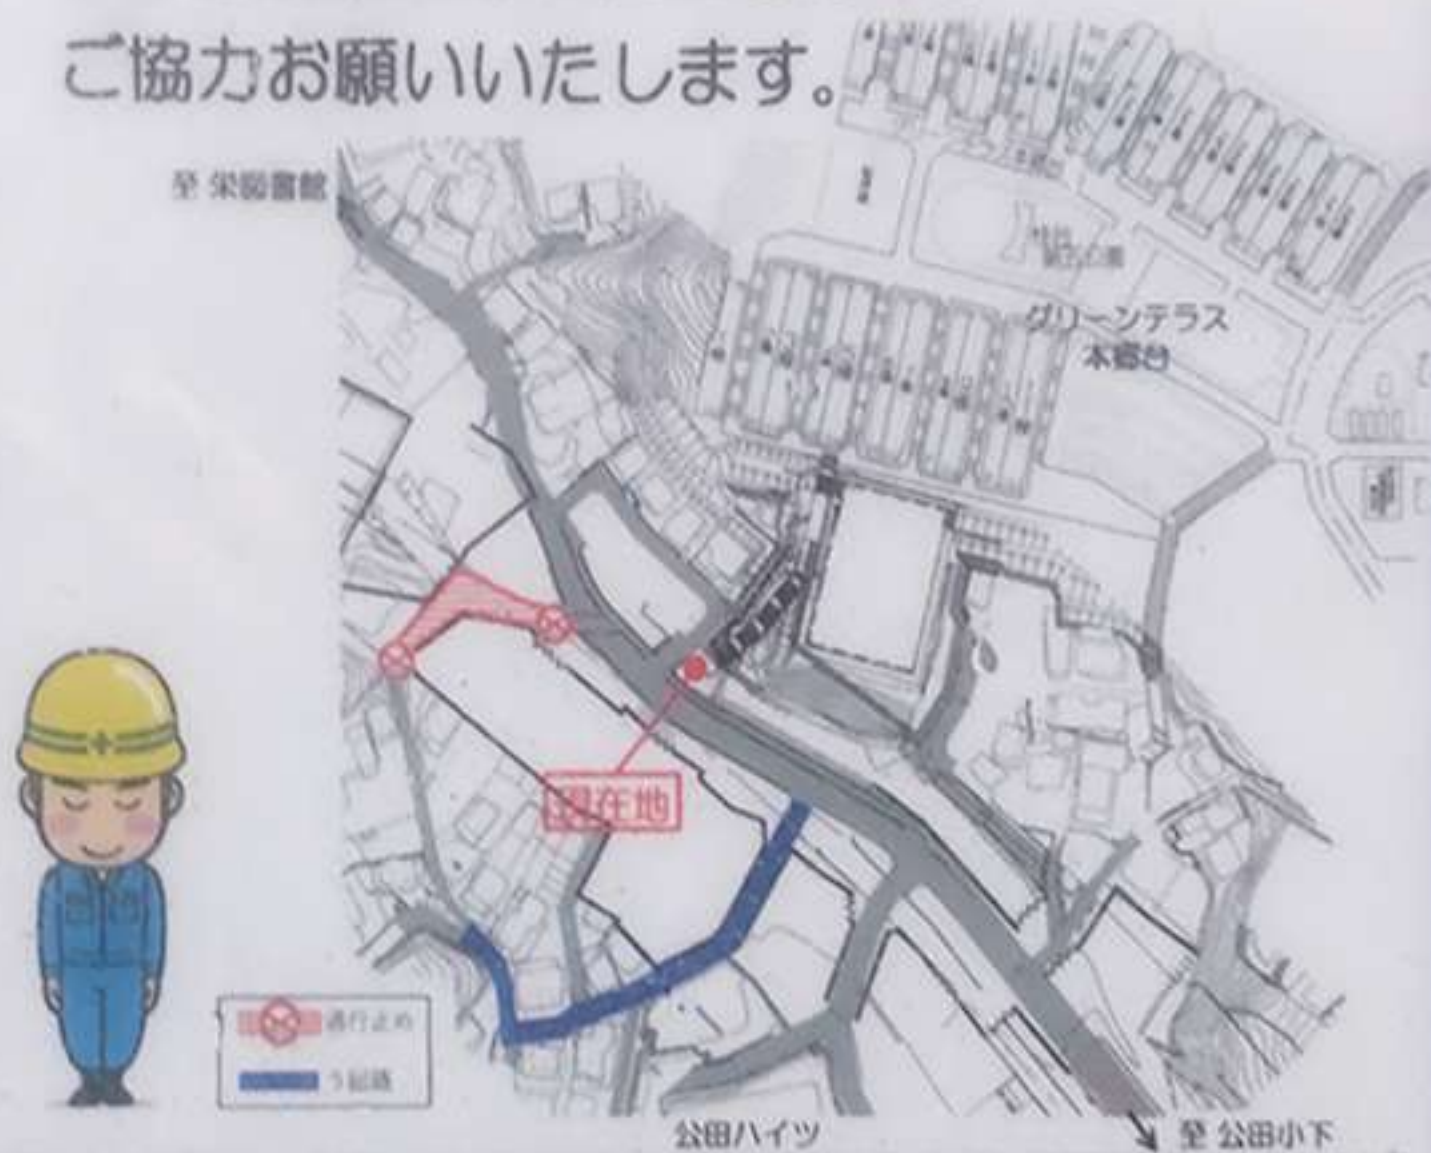 ご協力お願いいたします。
至 栄図書館
グリーンテラス
本郷台
現在地
通行止め
う回路
公田ハイツ
至 公田小下